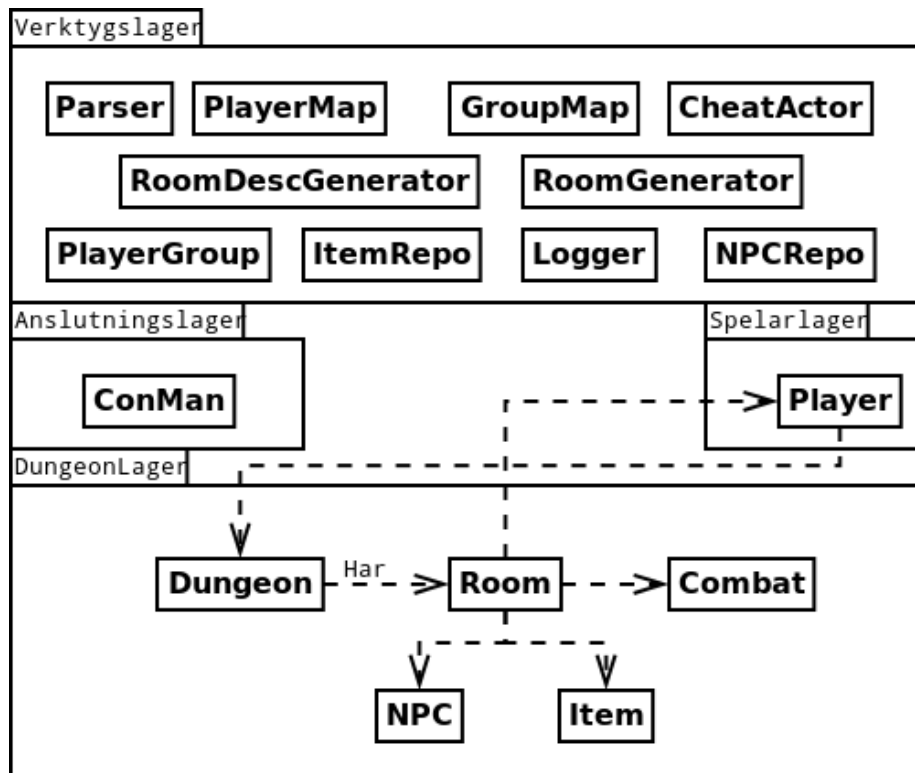 Verktygslager
Parser PlayerMap GroupMap CheatActor
RoomDescGenerator RoomGenerator
PlayerGroup ItemRepo Logger NPCRepo
Anslutningslager Spelarlager
ConMan Player
DungeonLager
Har
Dungeon Room Combat
NPC Item